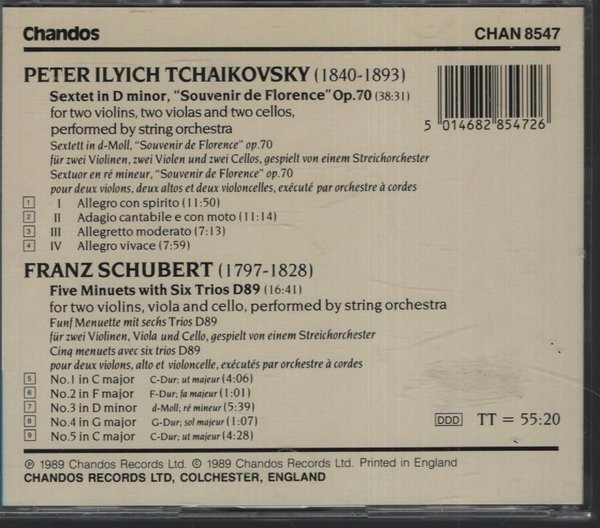 Chandos CHAN 8547
PETER ILYICH TCHAIKOVSKY (1840-1893)
Sextet in D minor, "Souvenir de Florence" Op.70 (38:31)
for two violins, two violas and two cellos,
performed by string orchestra
5 014682 854726
Sextett in d-Moll, "Souvenir de Florence" op.70
für zwei Violinen, zwei Violen und zwei Cellos, gespielt von einem Streichorchester
Sextuor en ré mineur, "Souvenir de Florence" op.70
pour deux violons, deux altos et deux violoncelles, exécuté par orchestre à cordes
1 I Allegro con spirito (11:50)
2 II Adagio cantabile e con moto (11:14)
3 III Allegretto moderato (7:13)
4 IV Allegro vivace (7:59)
FRANZ SCHUBERT (1797-1828)
Five Minuets with Six Trios D89 (16:41)
for two violins, viola and cello, performed by string orchestra
Funf Menuette mit sechs Trios D89
für zwei Violinen, Viola und Cello, gespielt von einem Streichorchester
Cinq menuets avec six trios D89
pour deux violons, alto et violoncelle, exécutés par orchestre à cordes
5 No.1 in C major C-Dur; ut majeur (4:06)
6 No.2 in F major F-Dur; fa majeur (1:01)
7 No.3 in D minor d-Moll; ré mineur (5:39)
8 No.4 in G major G-Dur; sol majeur (1:07)
9 No.5 in C major C-Dur; ut majeur (4:28)
DDD TT = 55:20
℗ 1989 Chandos Records Ltd. © 1989 Chandos Records Ltd. Printed in England
CHANDOS RECORDS LTD, COLCHESTER, ENGLAND